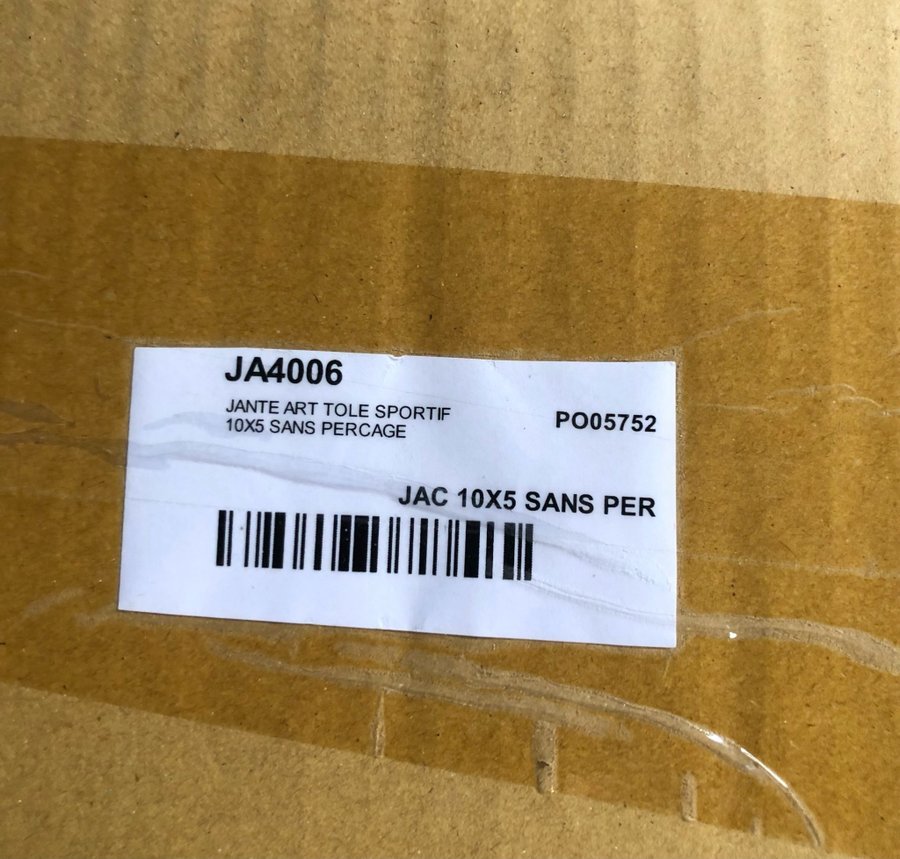 JA4006
JANTE ART TOLE SPORTIF
10X5 SANS PERCAGE
PO05752
JAC 10X5 SANS PER